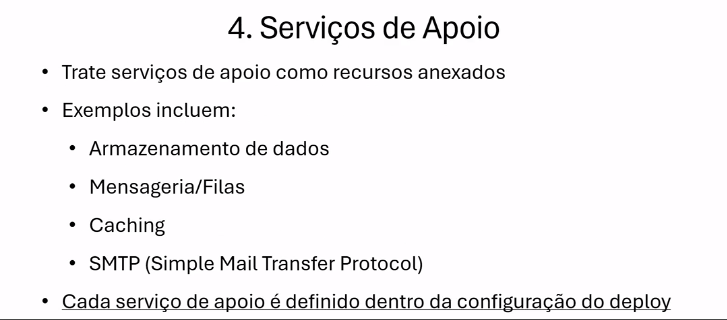 4. Serviços de Apoio
• Trate serviços de apoio como recursos anexados
• Exemplos incluem:
• Armazenamento de dados
• Mensageria/Filas
• Caching
• SMTP (Simple Mail Transfer Protocol)
• Cada serviço de apoio é definido dentro da configuração do deploy